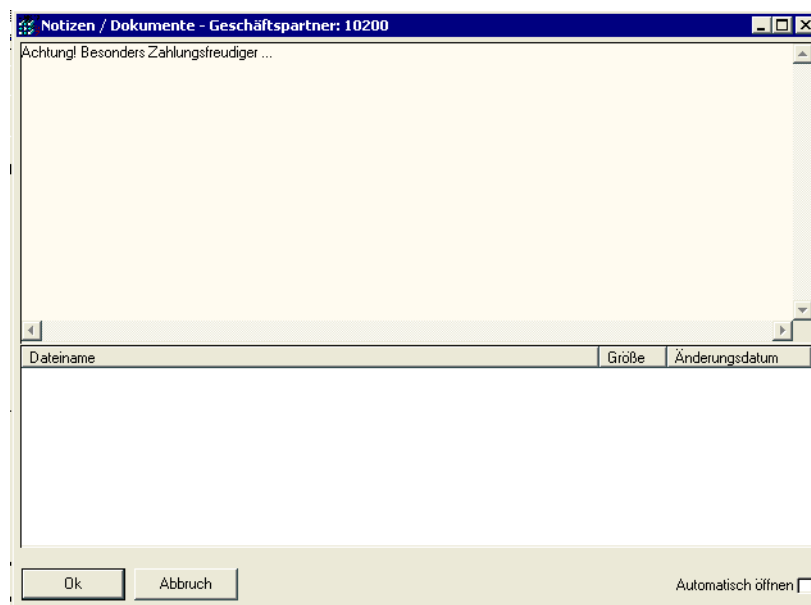 Notizen / Dokumente - Geschäftspartner: 10200
Achtung! Besonders Zahlungsfreudiger ...
Dateiname Größe Änderungsdatum
Ok Abbruch Automatisch öffnen